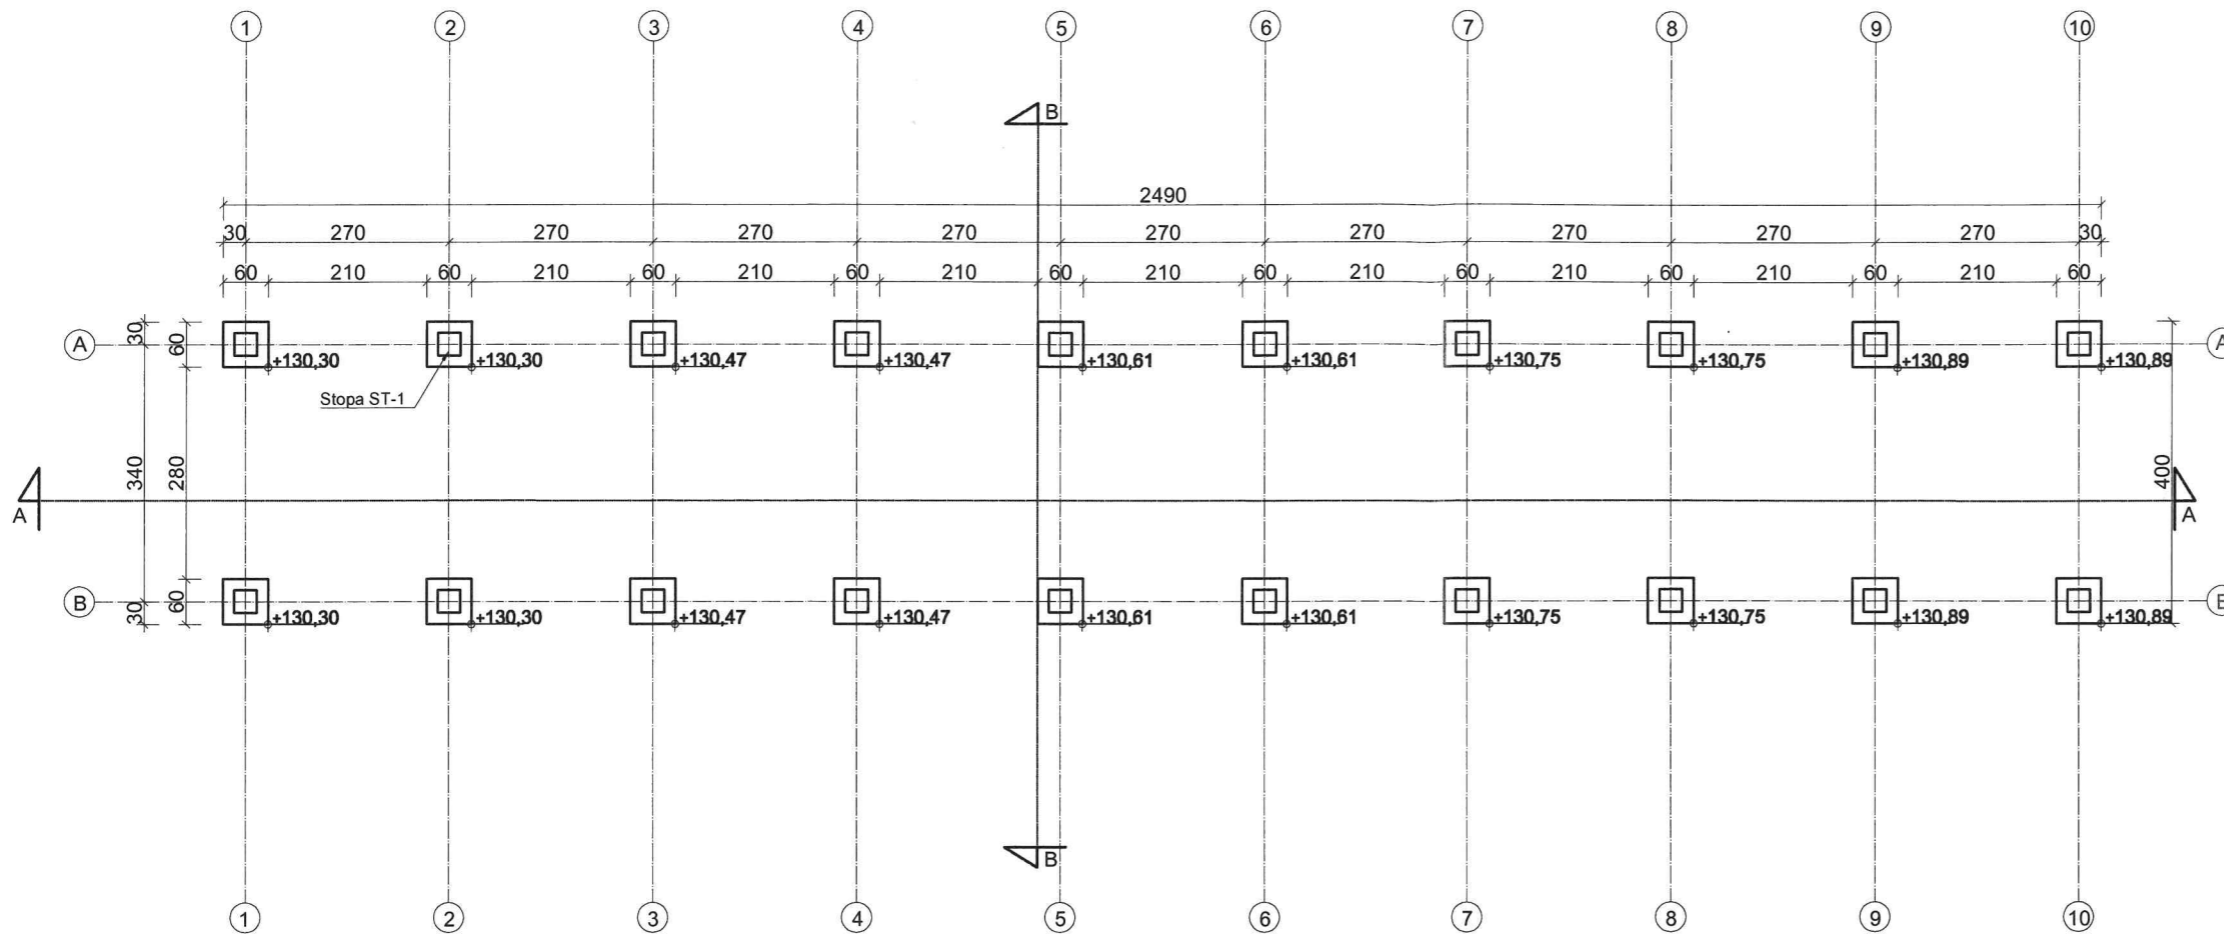 1 2 3 4 5 6 7 8 9 10
B
2490
30 270 270 270 270 270 270 270 270 270 30
60 210 60 210 60 210 60 210 60 210 60 210 60 210 60 210 60 210 60
30 60
A A
+130,30 +130,30 +130,47 +130,47 +130,61 +130,61 +130,75 +130,75 +130,89 +130,89
Stopa ST-1
340 280 400
A A
B B
30 60
+130,30 +130,30 +130,47 +130,47 +130,61 +130,61 +130,75 +130,75 +130,89 +130,89
B
1 2 3 4 5 6 7 8 9 10